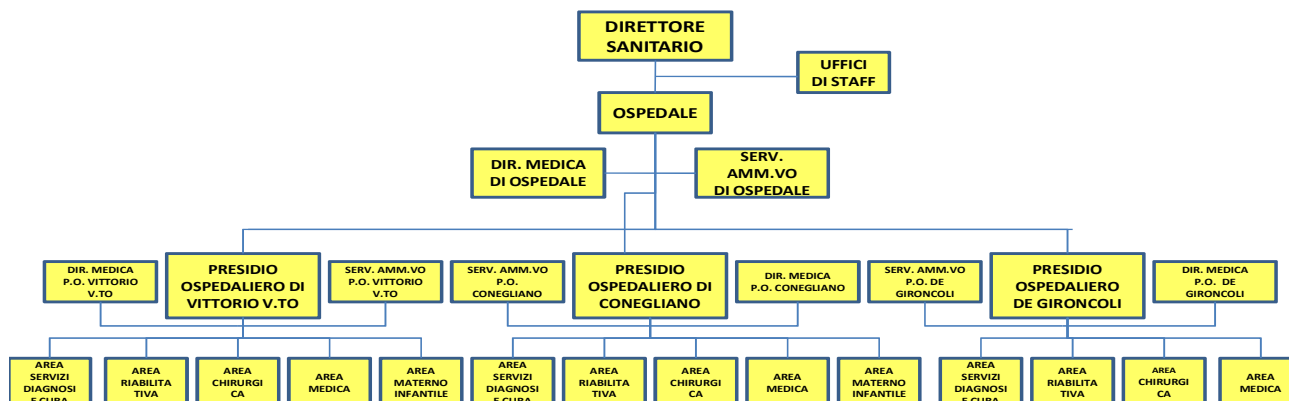 DIRETTORE
SANITARIO
UFFICI
DI STAFF
OSPEDALE
DIR. MEDICA
DI OSPEDALE
SERV.
AMM.VO
DI OSPEDALE
DIR. MEDICA
P.O. VITTORIO
V.TO
PRESIDIO
OSPEDALIERO DI
VITTORIO V.TO
SERV. AMM.VO
P.O. VITTORIO
V.TO
SERV. AMM.VO
P.O.
CONEGLIANO
PRESIDIO
OSPEDALIERO DI
CONEGLIANO
DIR. MEDICA
P.O. CONEGLIANO
SERV. AMM.VO
P.O. DE
GIRONCOLI
PRESIDIO
OSPEDALIERO
DE GIRONCOLI
DIR. MEDICA
P.O. DE
GIRONCOLI
AREA
SERVIZI
DIAGNOSI
E CURA
AREA
RIABILITA
TIVA
AREA
CHIRURGI
CA
AREA
MEDICA
AREA
MATERNO
INFANTILE
AREA
SERVIZI
DIAGNOSI
E CURA
AREA
RIABILITA
TIVA
AREA
CHIRURGI
CA
AREA
MEDICA
AREA
MATERNO
INFANTILE
AREA
SERVIZI
DIAGNOSI
E CURA
AREA
RIABILITA
TIVA
AREA
CHIRURGI
CA
AREA
MEDICA